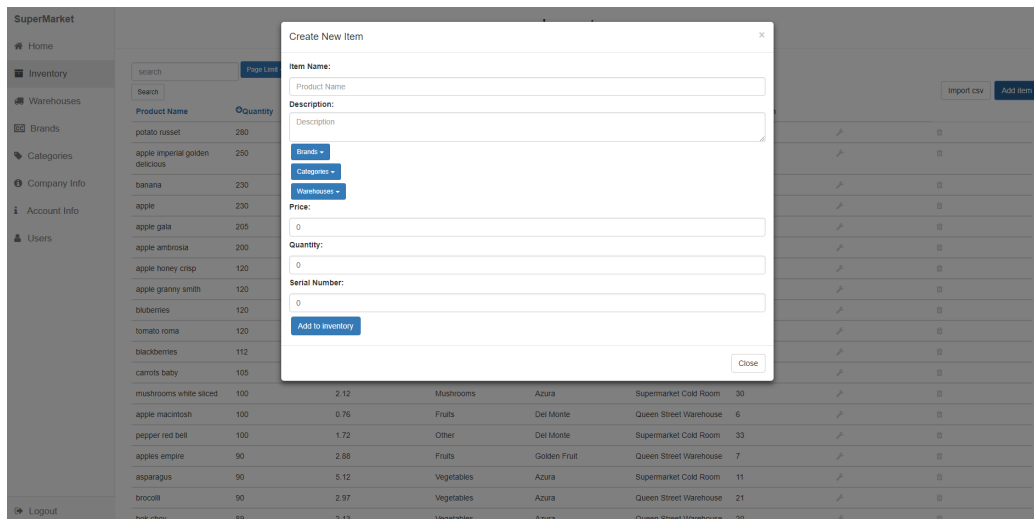 SuperMarket
Home
Inventory
Warehouses
Brands
Categories
Company Info
Account Info
Users
Logout
search
Page Limit
Search
Import csv
Add item
Product Name
Quantity
potato russet 280
apple imperial golden
delicious
250
banana 230
apple 230
apple gala 205
apple ambrosia 200
apple honey crisp 120
apple granny smith 120
bluberries 120
tomato roma 120
blackberries 112
carrots baby 105
mushrooms white sliced 100 2.12 Mushrooms Azura Supermarket Cold Room 30
apple macintosh 100 0.76 Fruits Del Monte Queen Street Warehouse 6
pepper red bell 100 1.72 Other Del Monte Supermarket Cold Room 33
apples empire 90 2.88 Fruits Golden Fruit Queen Street Warehouse 7
asparagus 90 5.12 Vegetables Azura Supermarket Cold Room 11
brocolli 90 2.97 Vegetables Azura Queen Street Warehouse 21
Create New Item
×
Item Name:
Product Name
Description:
Description
Brands
Categories
Warehouses
Price:
0
Quantity:
0
Serial Number:
0
Add to inventory
Close